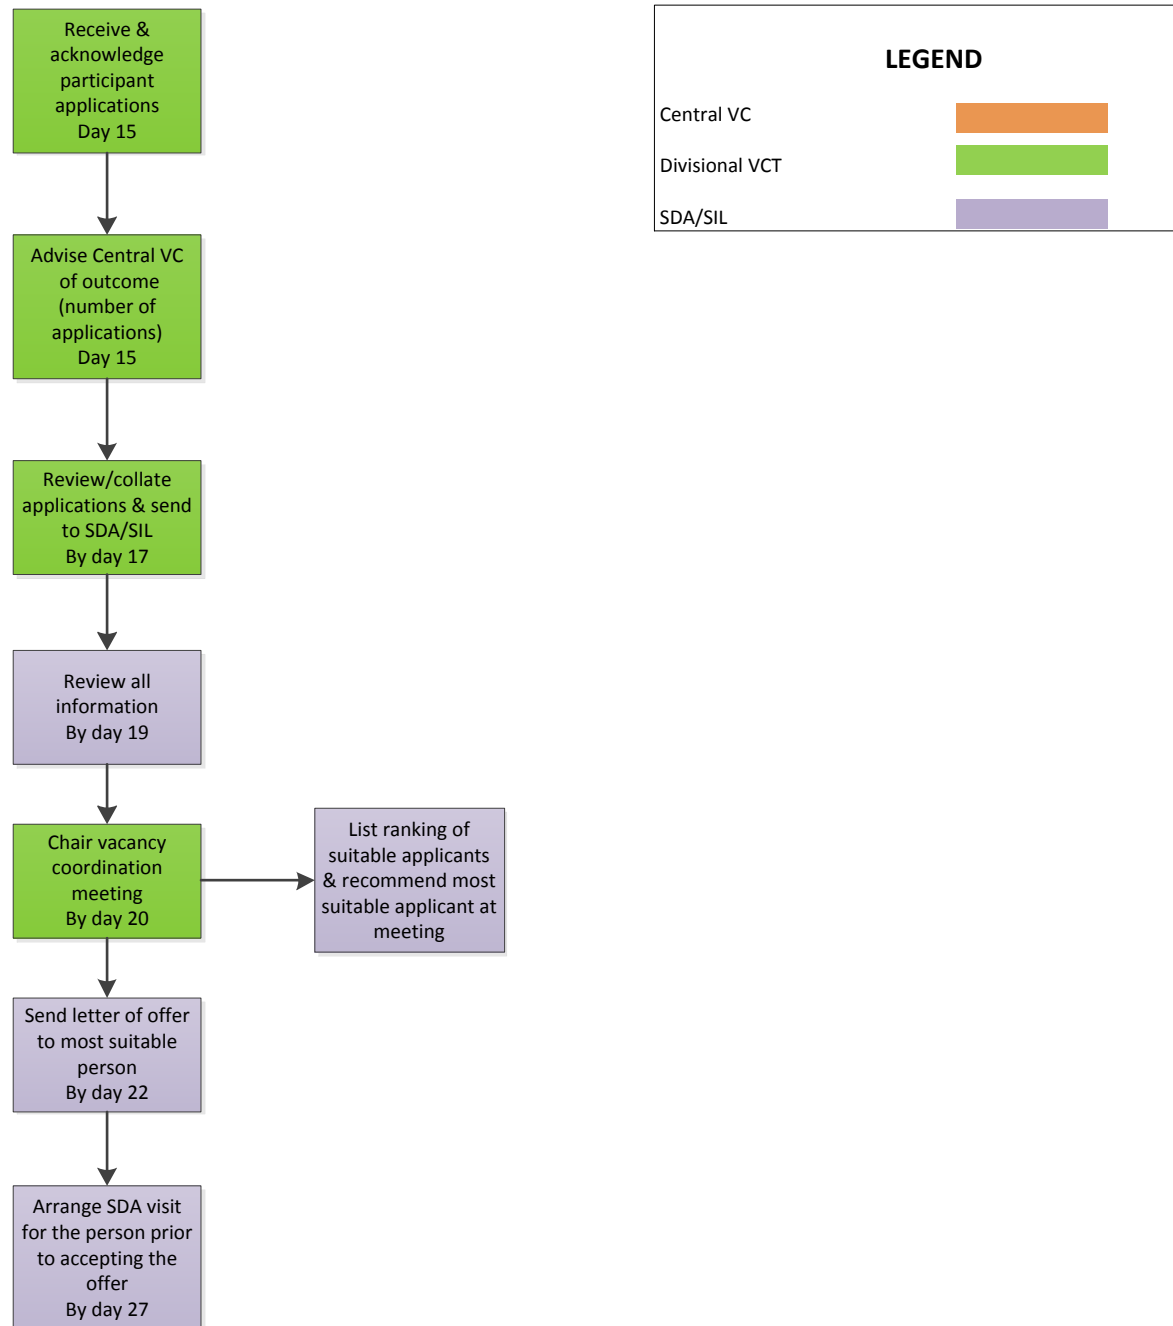 Receive &
acknowledge
participant
applications
Day 15
LEGEND
Central VC
Divisional VCT
SDA/SIL
Advise Central VC
of outcome
(number of
applications)
Day 15
Review/collate
applications & send
to SDA/SIL
By day 17
Review all
information
By day 19
Chair vacancy
coordination
meeting
By day 20
List ranking of
suitable applicants
& recommend most
suitable applicant at
meeting
Send letter of offer
to most suitable
person
By day 22
Arrange SDA visit
for the person prior
to accepting the
offer
By day 27